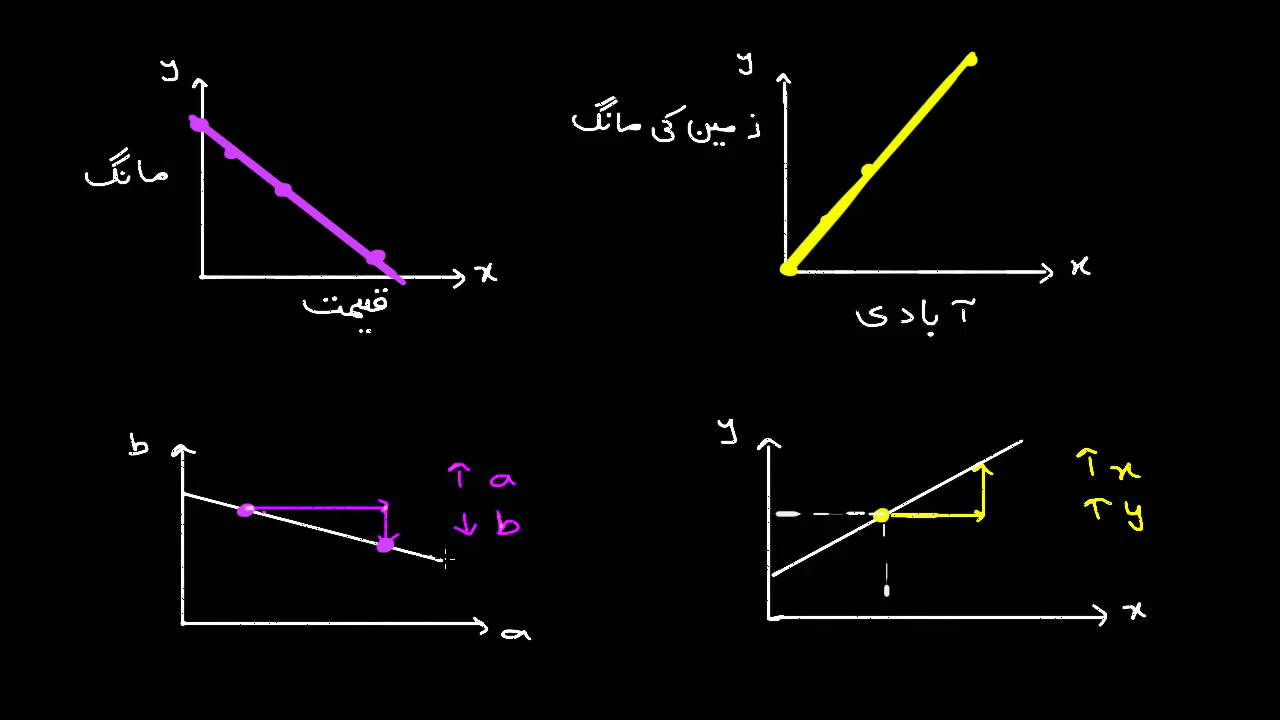 y
مانگ
x
قیمت
y
زمین کی مانگ
x
آبادی
b
↑ a
↓ b
a
y
↑ x
↑ y
x